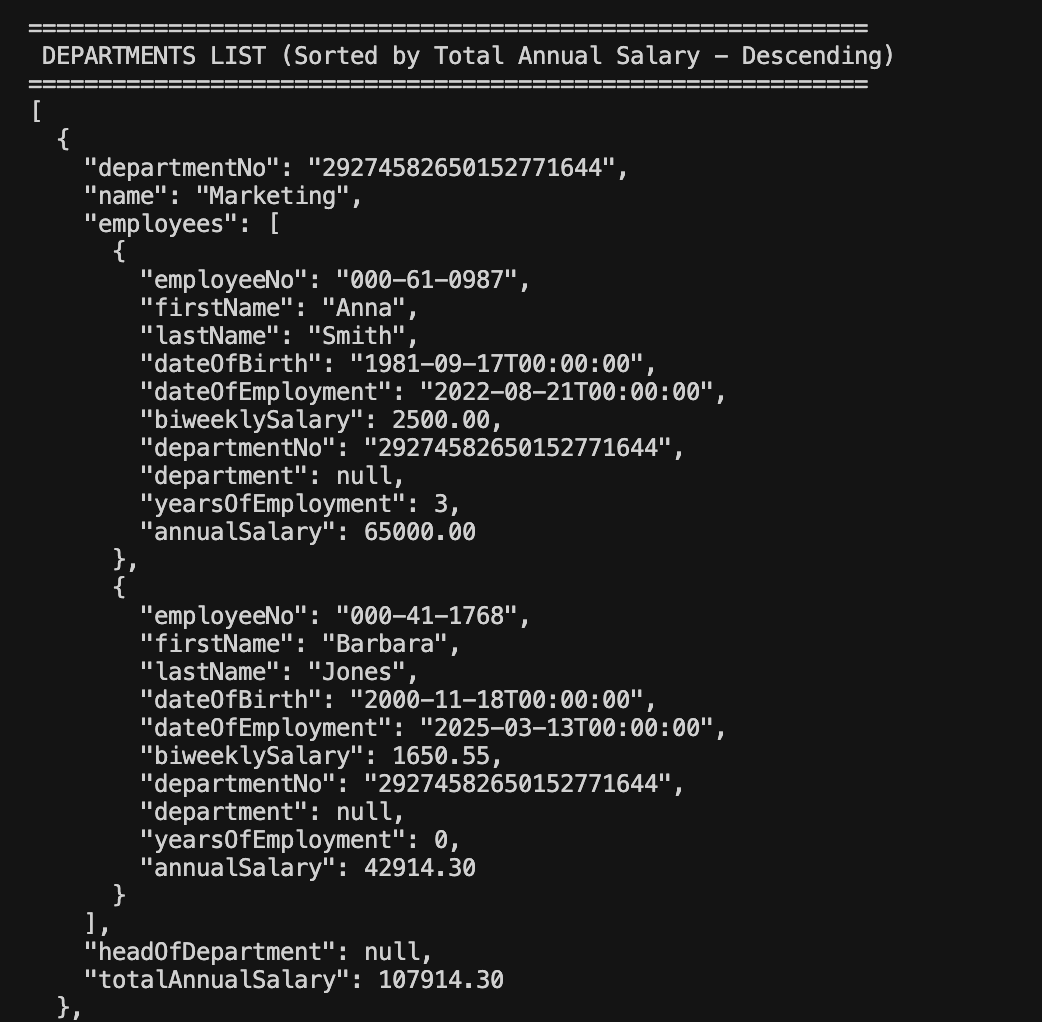 ============================================================
 DEPARTMENTS LIST (Sorted by Total Annual Salary – Descending)
============================================================
[
  {
    "departmentNo": "29274582650152771644",
    "name": "Marketing",
    "employees": [
      {
        "employeeNo": "000-61-0987",
        "firstName": "Anna",
        "lastName": "Smith",
        "dateOfBirth": "1981-09-17T00:00:00",
        "dateOfEmployment": "2022-08-21T00:00:00",
        "biweeklySalary": 2500.00,
        "departmentNo": "29274582650152771644",
        "department": null,
        "yearsOfEmployment": 3,
        "annualSalary": 65000.00
      },
      {
        "employeeNo": "000-41-1768",
        "firstName": "Barbara",
        "lastName": "Jones",
        "dateOfBirth": "2000-11-18T00:00:00",
        "dateOfEmployment": "2025-03-13T00:00:00",
        "biweeklySalary": 1650.55,
        "departmentNo": "29274582650152771644",
        "department": null,
        "yearsOfEmployment": 0,
        "annualSalary": 42914.30
      }
    ],
    "headOfDepartment": null,
    "totalAnnualSalary": 107914.30
  },